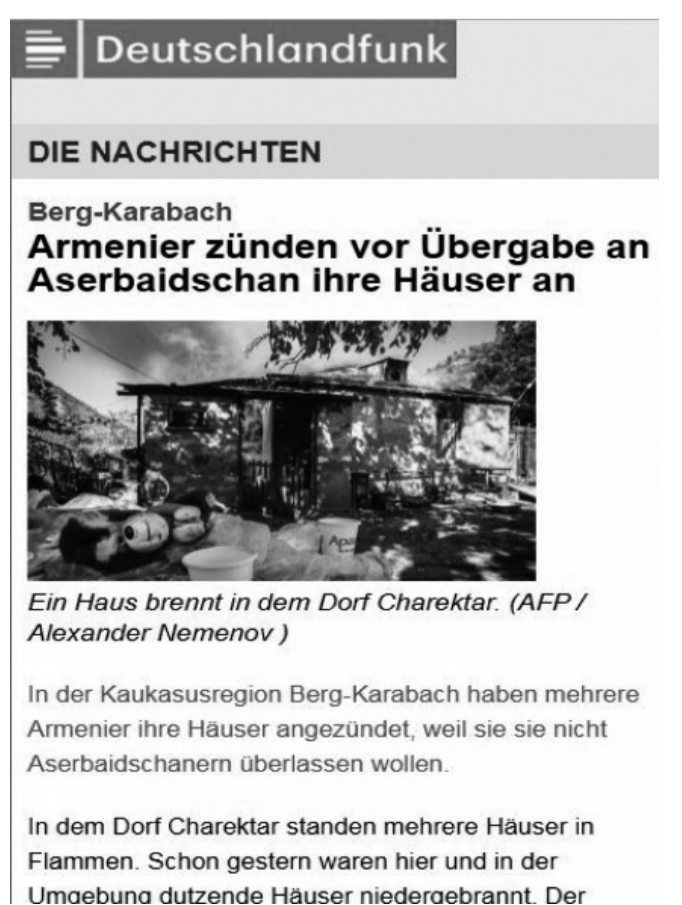 Deutschlandfunk
DIE NACHRICHTEN
Berg-Karabach
Armenier zünden vor Übergabe an
Aserbaidschan ihre Häuser an
Apa
Ein Haus brennt in dem Dorf Charektar. (AFP /
Alexander Nemenov )
In der Kaukasusregion Berg-Karabach haben mehrere
Armenier ihre Häuser angezündet, weil sie sie nicht
Aserbaidschanern überlassen wollen.
In dem Dorf Charektar standen mehrere Häuser in
Flammen. Schon gestern waren hier und in der
Umgebung dutzende Häuser niedergebrannt. Der